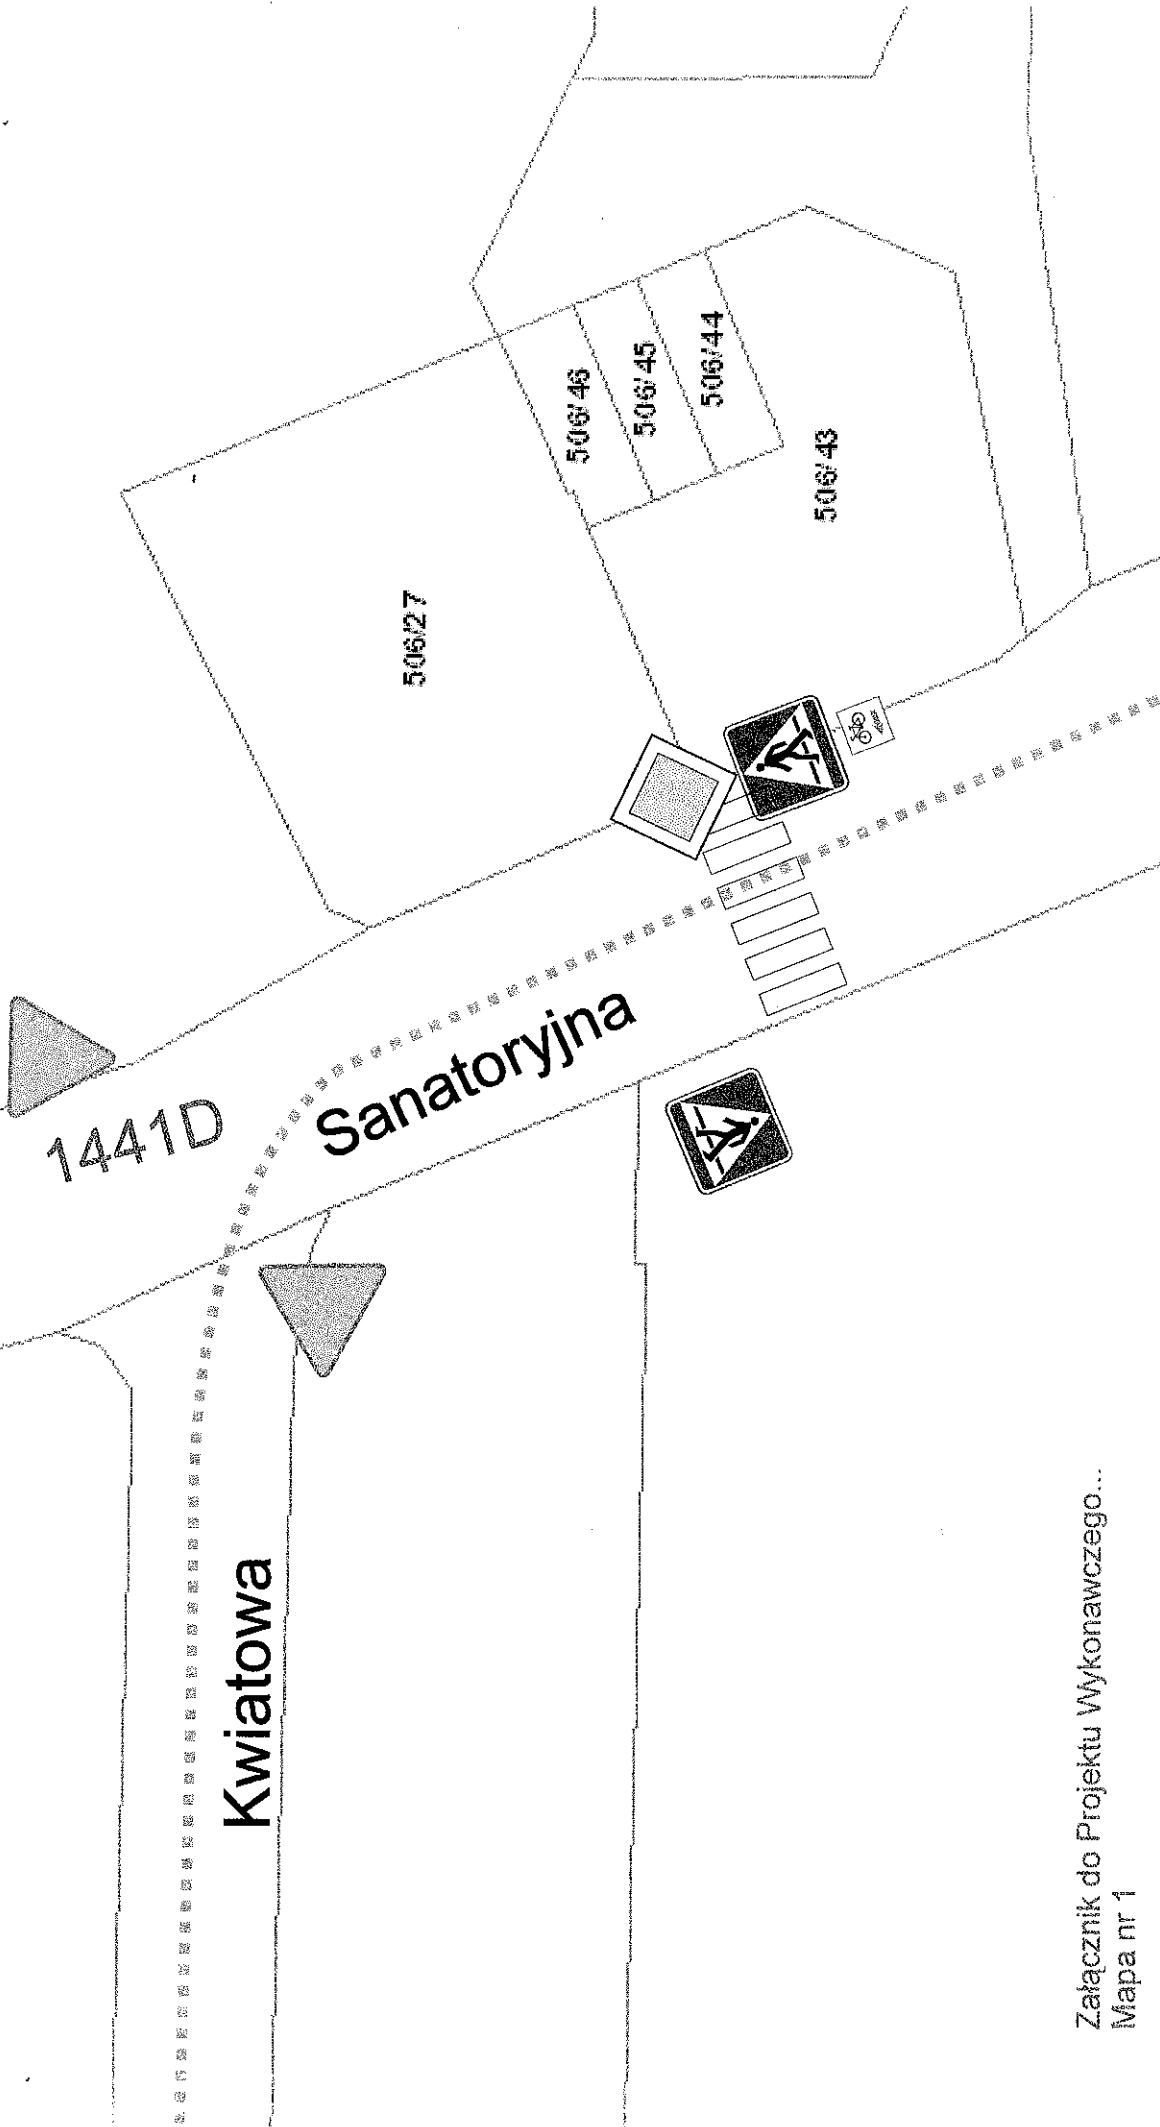 1441D
Sanatoryjna
Kwiatowa
506/27
506/46
506/45
506/44
506/43
Załącznik do Projektu Wykonawczego...
Mapa nr 1